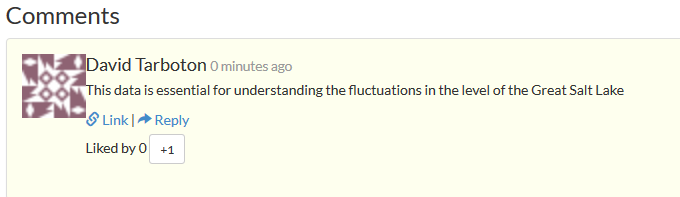 Comments
David Tarboton 0 minutes ago
This data is essential for understanding the fluctuations in the level of the Great Salt Lake
Link | Reply
Liked by 0 +1